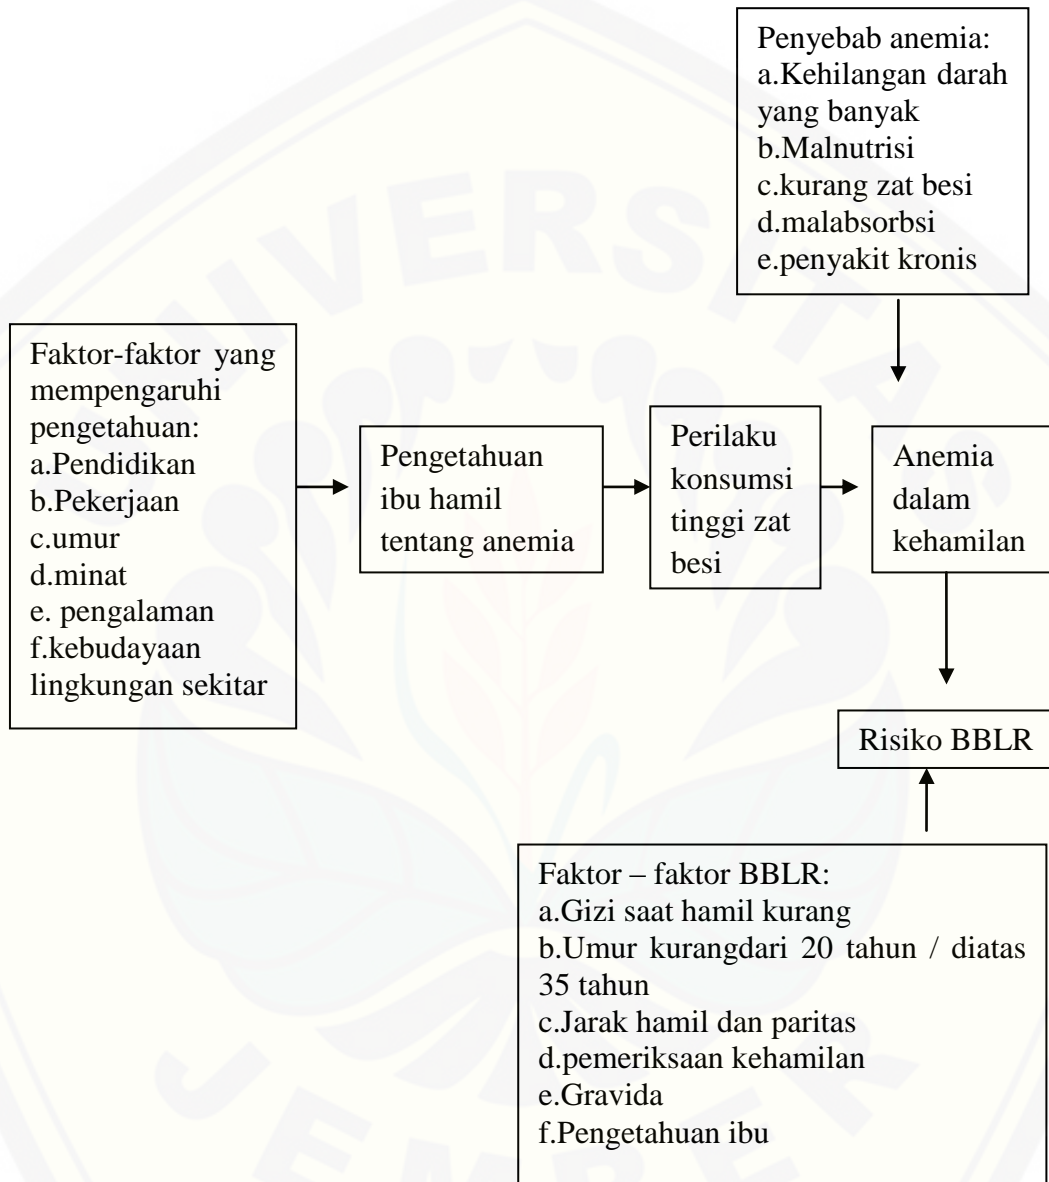 Penyebab anemia:
a.Kehilangan darah
yang banyak
b.Malnutrisi
c.kurang zat besi
d.malabsorbsi
e.penyakit kronis
Faktor-faktor yang
mempengaruhi
pengetahuan:
a.Pendidikan
b.Pekerjaan
c.umur
d.minat
e. pengalaman
f.kebudayaan
lingkungan sekitar
Pengetahuan
ibu hamil
tentang anemia
Perilaku
konsumsi
tinggi zat
besi
Anemia
dalam
kehamilan
Risiko BBLR
Faktor – faktor BBLR:
a.Gizi saat hamil kurang
b.Umur kurangdari 20 tahun / diatas
35 tahun
c.Jarak hamil dan paritas
d.pemeriksaan kehamilan
e.Gravida
f.Pengetahuan ibu
UNIVERSITAS
JEMBER